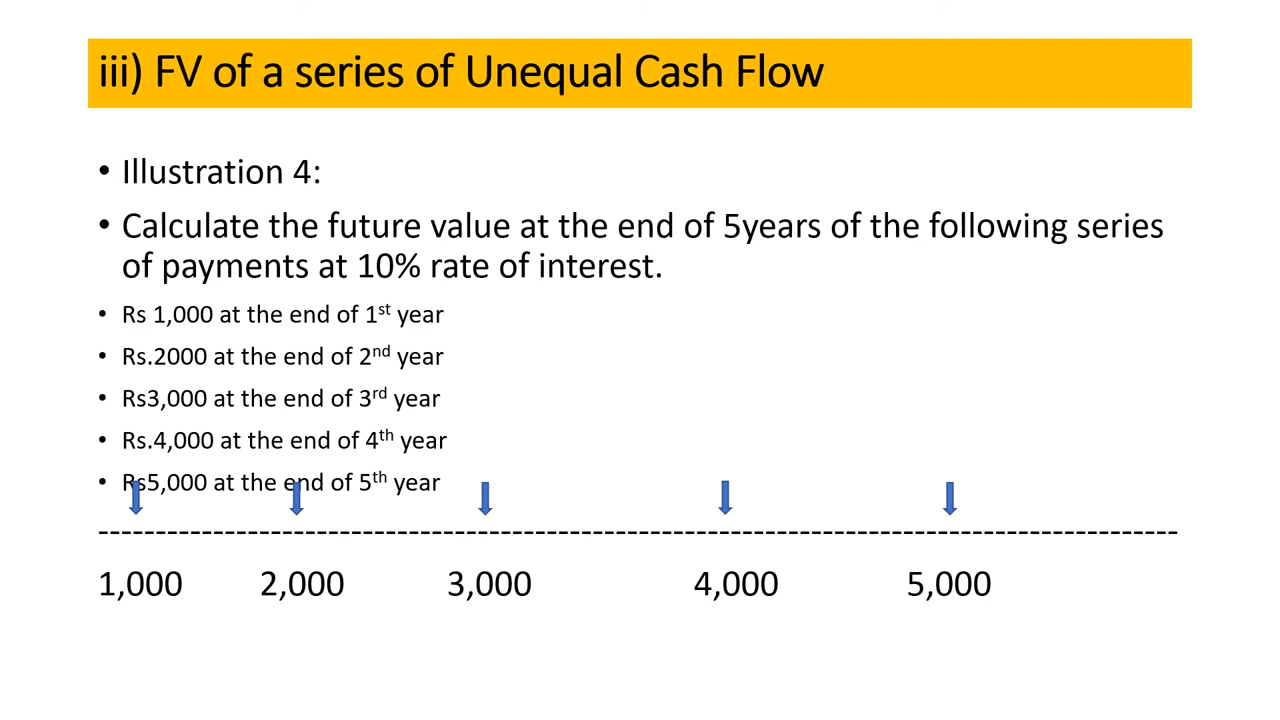 iii) FV of a series of Unequal Cash Flow
• Illustration 4:
• Calculate the future value at the end of 5years of the following series
of payments at 10% rate of interest.
• Rs 1,000 at the end of 1st year
• Rs.2000 at the end of 2nd year
• Rs3,000 at the end of 3rd year
• Rs.4,000 at the end of 4th year
• Rs5,000 at the end of 5th year
1,000 2,000 3,000 4,000 5,000